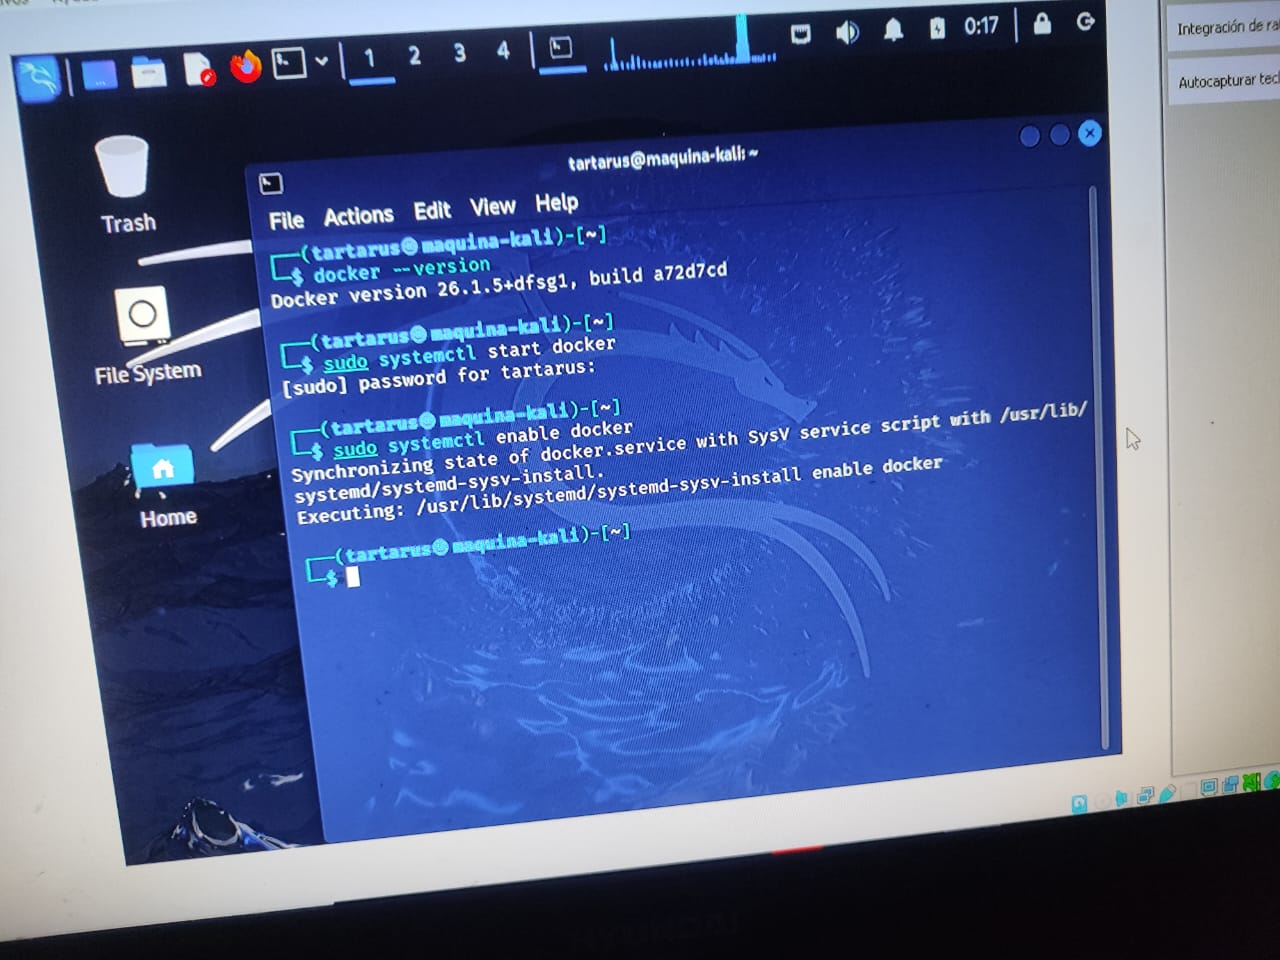 1 2 3 4 0:17
Integración de
Autocapturar
Trash
File System
Home
tartarus@maquina-kali: ~
File Actions Edit View Help
(tartarus㉿maquina-kali)-[~]
$ docker --version
Docker version 26.1.5+dfsg1, build a72d7cd
(tartarus㉿maquina-kali)-[~]
$ sudo systemctl start docker
[sudo] password for tartarus:
(tartarus㉿maquina-kali)-[~]
$ sudo systemctl enable docker
Synchronizing state of docker.service with SysV service script with /usr/lib/
systemd/systemd-sysv-install.
Executing: /usr/lib/systemd/systemd-sysv-install enable docker
(tartarus㉿maquina-kali)-[~]
$
HYUNDAI